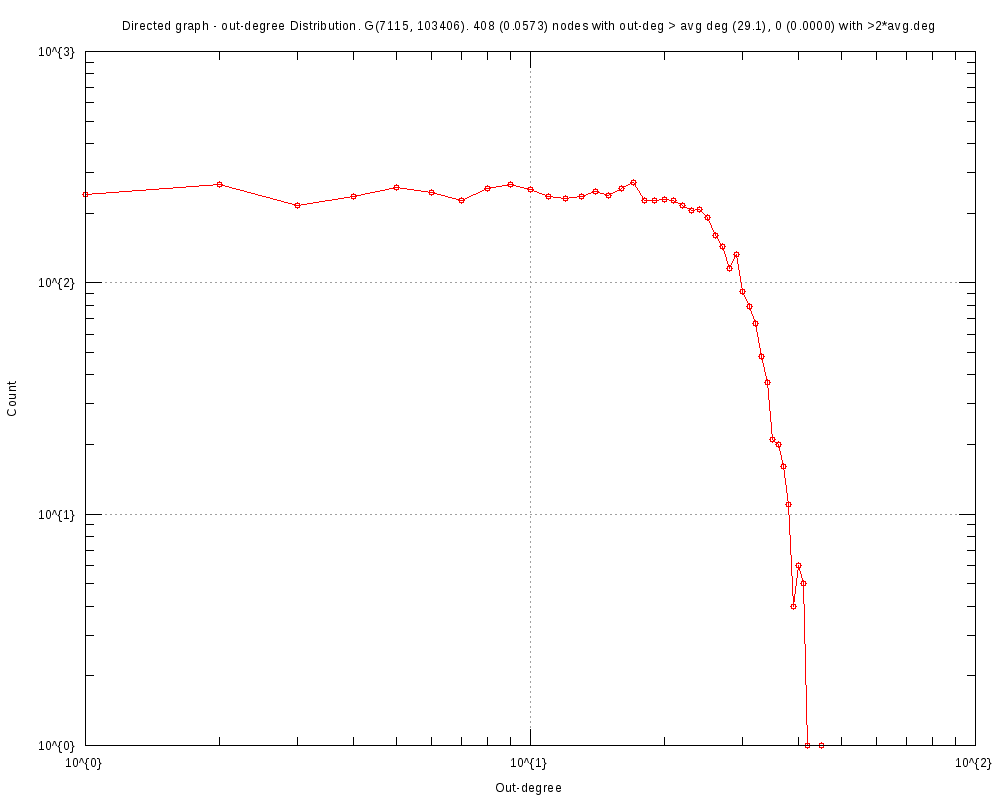 Directed graph - out-degree Distribution. G(7115, 103406). 408 (0.0573) nodes with out-deg > avg deg (29.1), 0 (0.0000) with >2*avg.deg
10^{3}
10^{2}
Count
10^{1}
10^{0}
10^{0} 10^{1} 10^{2}
Out-degree